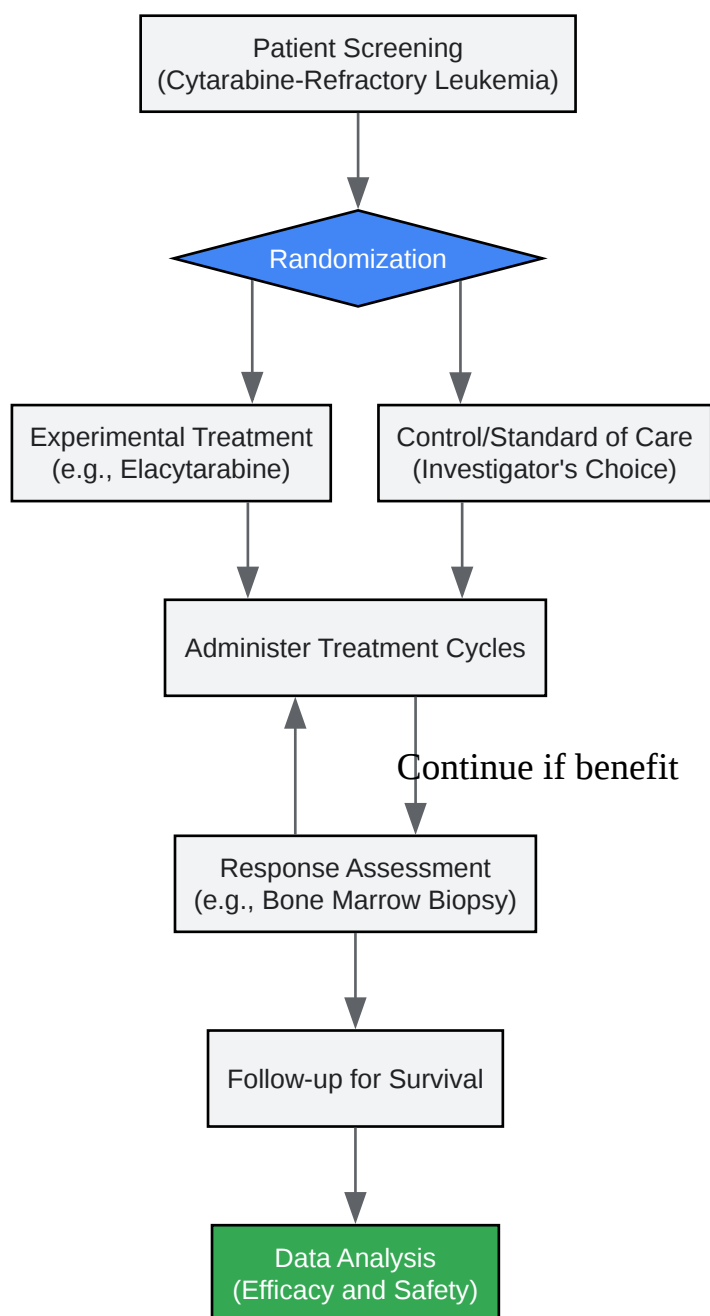 Patient Screening
(Cytarabine-Refractory Leukemia)
Randomization
Experimental Treatment
(e.g., Elacytarabine)
Control/Standard of Care
(Investigator's Choice)
Administer Treatment Cycles
Continue if benefit
Response Assessment
(e.g., Bone Marrow Biopsy)
Follow-up for Survival
Data Analysis
(Efficacy and Safety)